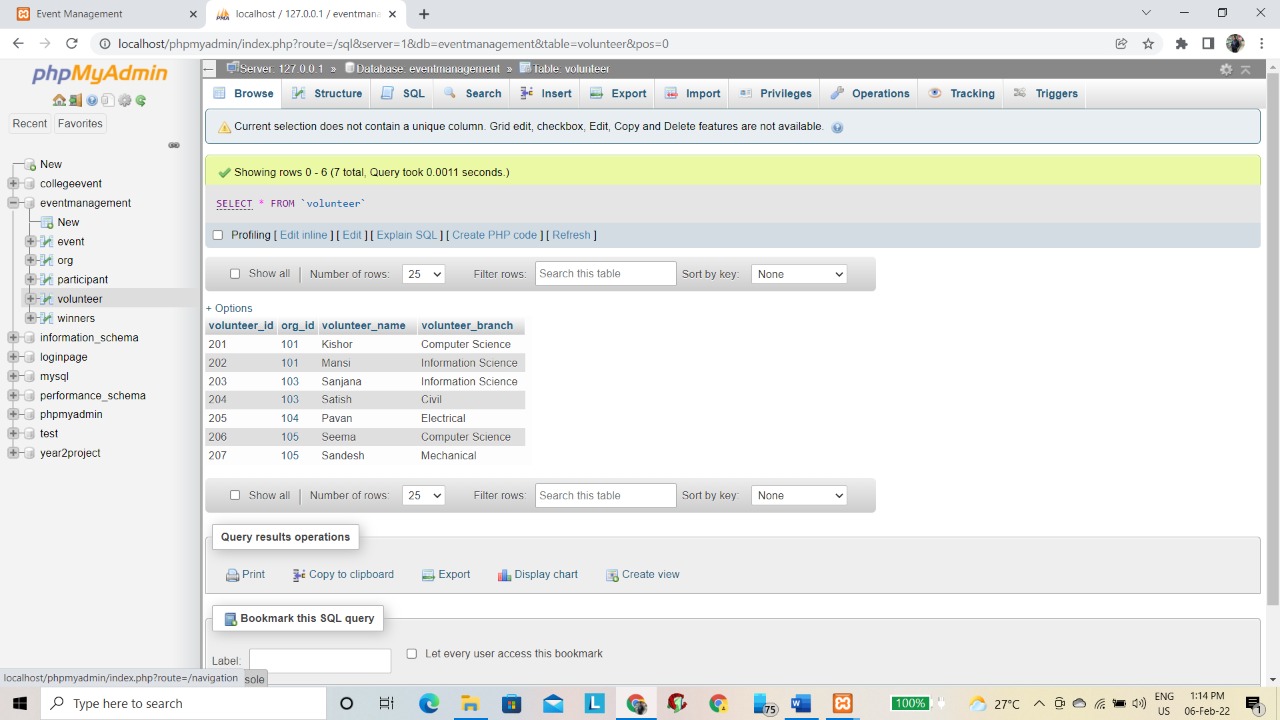 Event Management
localhost / 127.0.0.1 / eventmana
localhost/phpmyadmin/index.php?route=/sql&server=1&db=eventmanagement&table=volunteer&pos=0
phpMyAdmin
Recent Favorites
New
collegeevent
eventmanagement
New
event
org
participant
volunteer
winners
information_schema
loginpage
mysql
performance_schema
phpmyadmin
test
year2project
Server: 127.0.0.1 » Database: eventmanagement » Table: volunteer
Browse Structure SQL Search Insert Export Import Privileges Operations Tracking Triggers
Current selection does not contain a unique column. Grid edit, checkbox, Edit, Copy and Delete features are not available.
Showing rows 0 - 6 (7 total, Query took 0.0011 seconds.)
SELECT * FROM `volunteer`
Profiling [ Edit inline ] [ Edit ] [ Explain SQL ] [ Create PHP code ] [ Refresh ]
Show all | Number of rows: 25 Filter rows: Search this table Sort by key: None
+ Options
volunteer_id org_id volunteer_name volunteer_branch
201 101 Kishor Computer Science
202 101 Mansi Information Science
203 103 Sanjana Information Science
204 103 Satish Civil
205 104 Pavan Electrical
206 105 Seema Computer Science
207 105 Sandesh Mechanical
Show all | Number of rows: 25 Filter rows: Search this table Sort by key: None
Query results operations
Print Copy to clipboard Export Display chart Create view
Bookmark this SQL query
Label: Let every user access this bookmark
localhost/phpmyadmin/index.php?route=/navigation sole
Type here to search
75
100%
27°C
ENG
US
1:14 PM
06-Feb-22
1